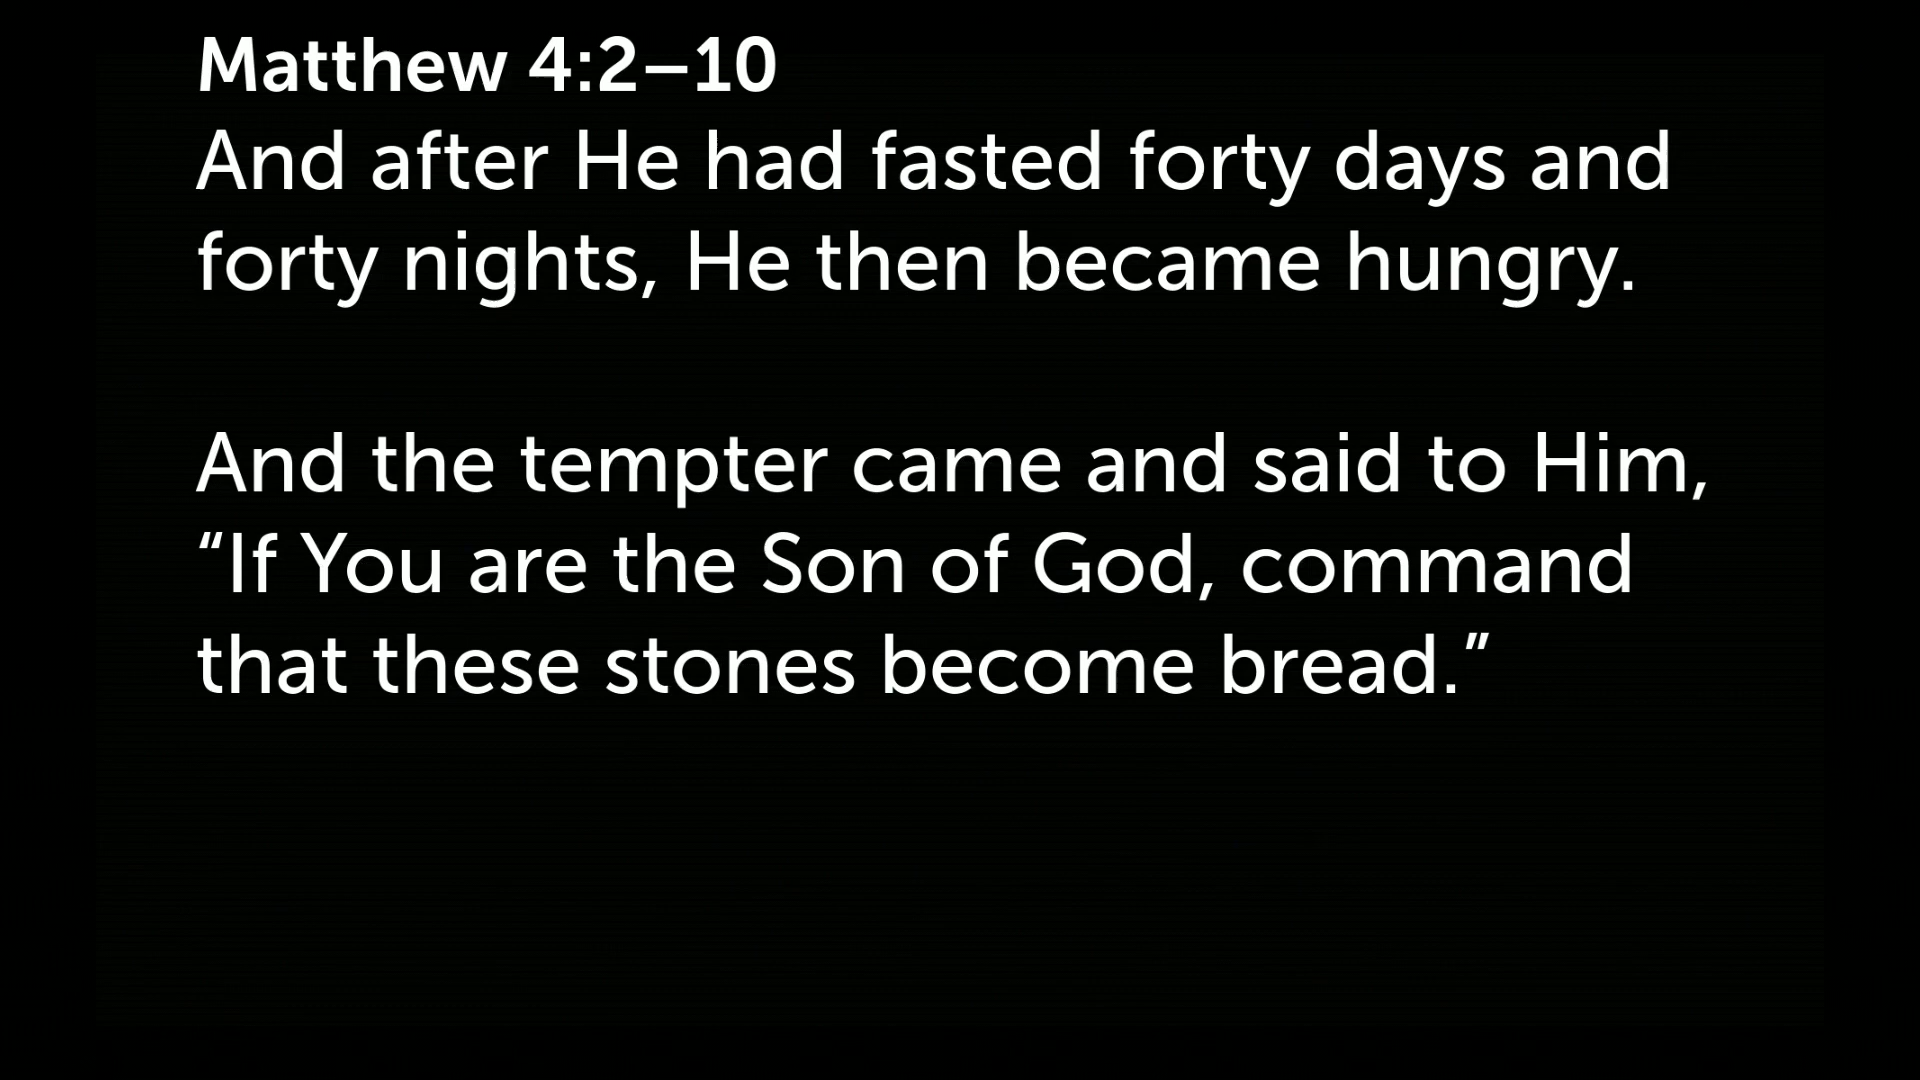 Matthew 4:2–10
And after He had fasted forty days and
forty nights, He then became hungry.
And the tempter came and said to Him,
“If You are the Son of God, command
that these stones become bread.”